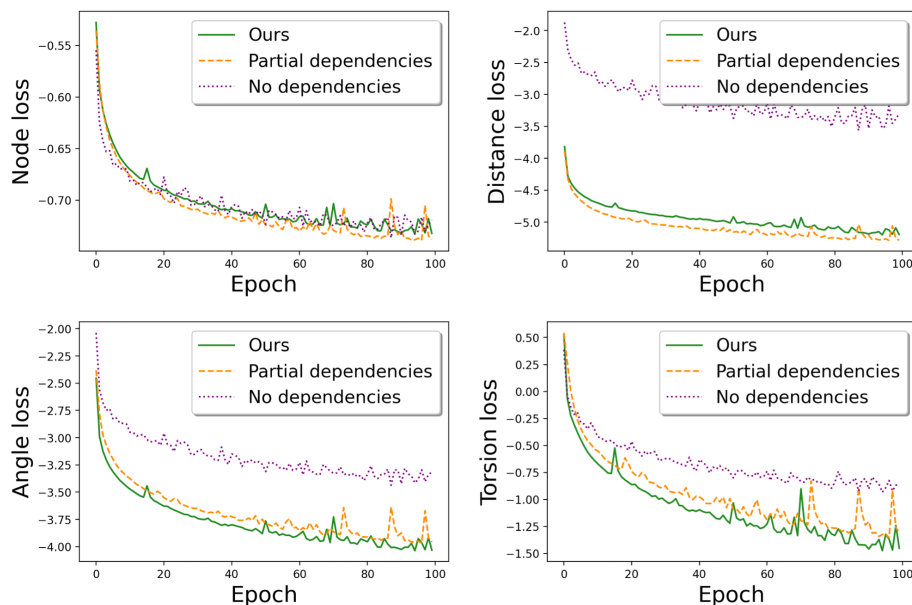 Node loss
−0.55
−0.60
−0.65
−0.70
0
20
40
60
80
100
Epoch
Ours
Partial dependencies
No dependencies
Distance loss
−2.0
−2.5
−3.0
−3.5
−4.0
−4.5
−5.0
0
20
40
60
80
100
Epoch
Ours
Partial dependencies
No dependencies
Angle loss
−2.00
−2.25
−2.50
−2.75
−3.00
−3.25
−3.50
−3.75
−4.00
0
20
40
60
80
100
Epoch
Ours
Partial dependencies
No dependencies
Torsion loss
0.50
0.25
0.00
−0.25
−0.50
−0.75
−1.00
−1.25
−1.50
0
20
40
60
80
100
Epoch
Ours
Partial dependencies
No dependencies